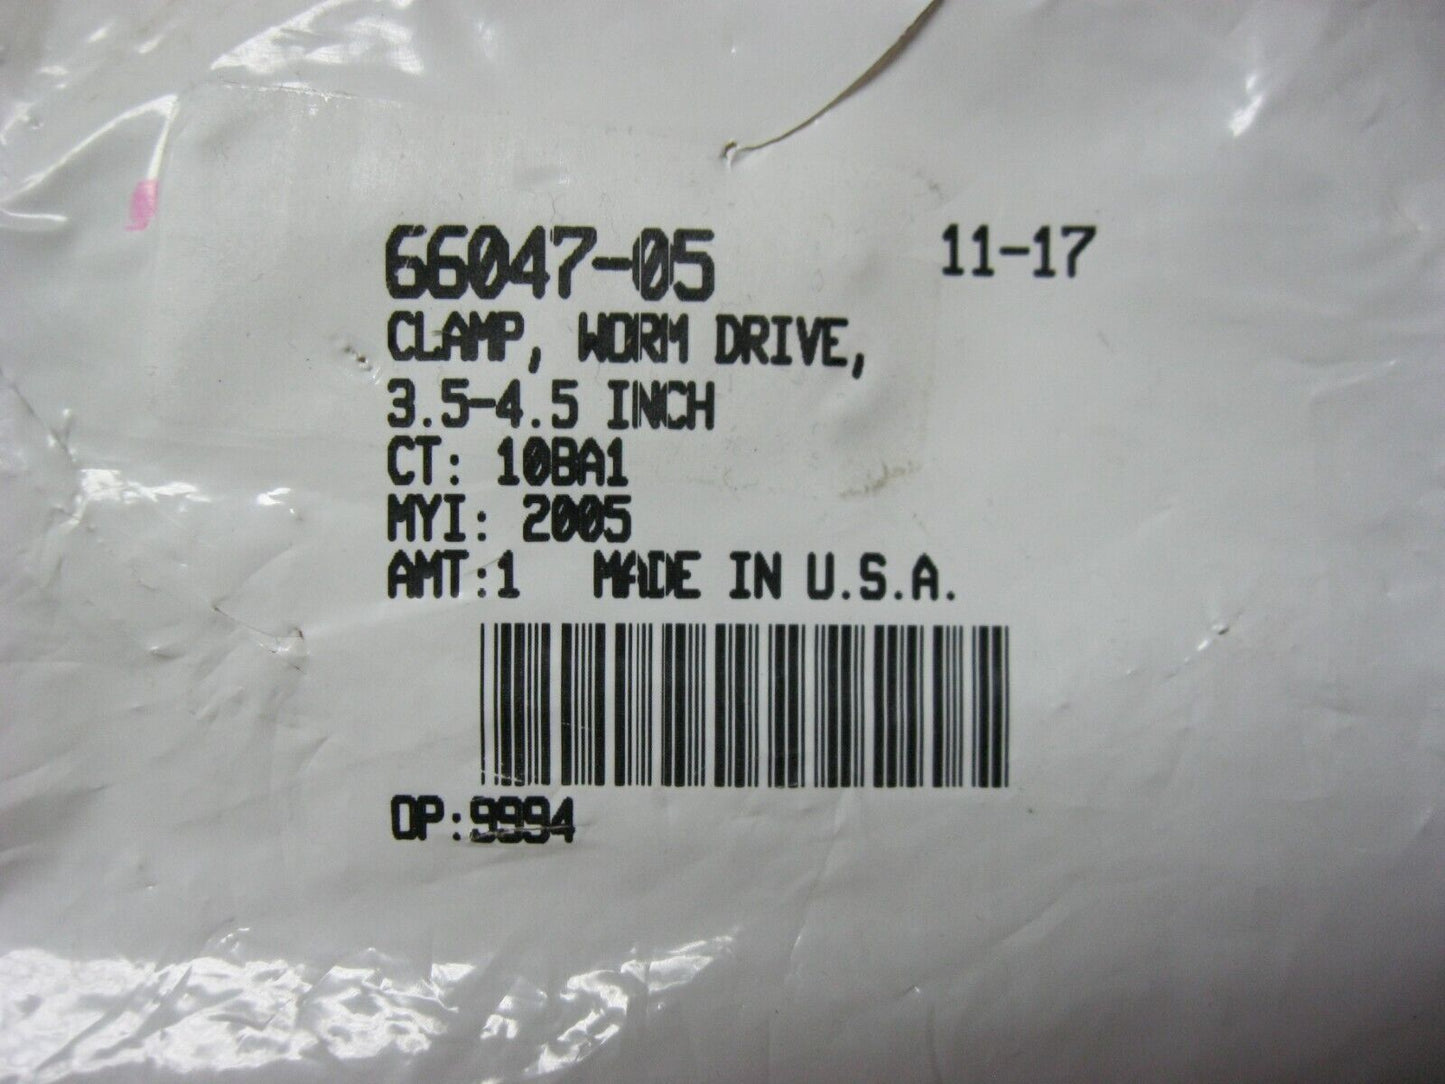 66047-05 11-17
CLAMP, WORM DRIVE,
3.5-4.5 INCH
CT: 10BA1
MYI: 2005
AMT:1 MADE IN U.S.A.
OP:9994